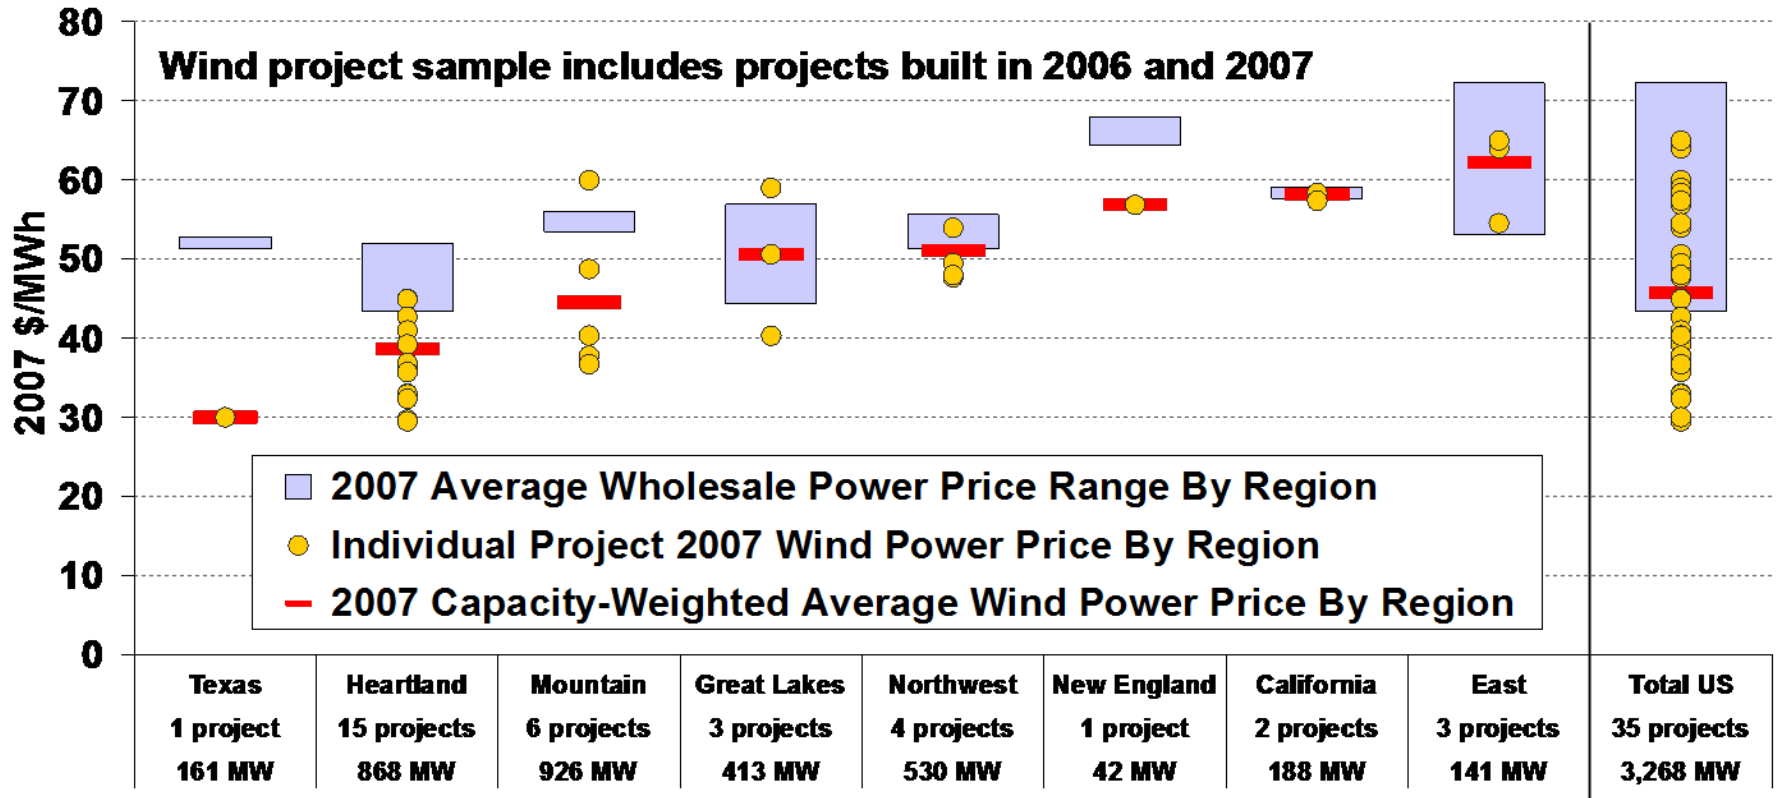 80
Wind project sample includes projects built in 2006 and 2007
70
60
50
40
30
20
10
0
2007 $/MWh
2007 Average Wholesale Power Price Range By Region
Individual Project 2007 Wind Power Price By Region
2007 Capacity-Weighted Average Wind Power Price By Region
Texas Heartland Mountain Great Lakes Northwest New England California East Total US
1 project 15 projects 6 projects 3 projects 4 projects 1 project 2 projects 3 projects 35 projects
161 MW 868 MW 926 MW 413 MW 530 MW 42 MW 188 MW 141 MW 3,268 MW